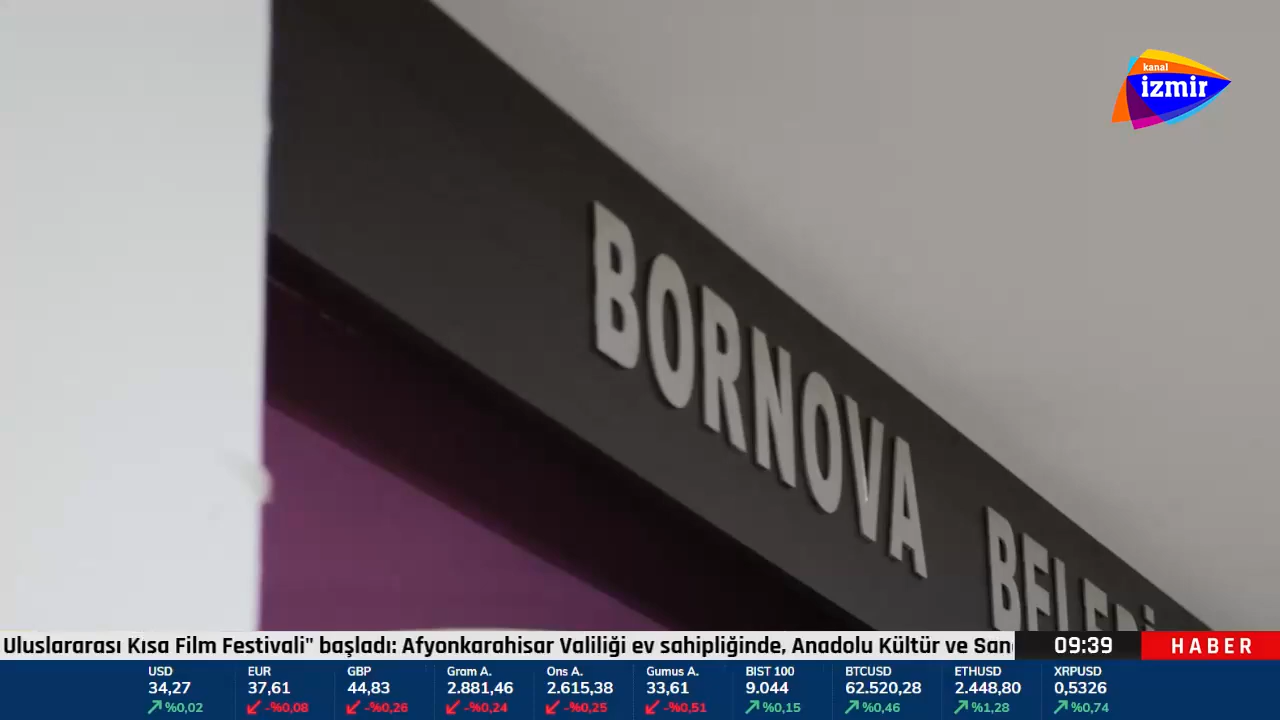 kanal
izmir
BORNOVA BELEDİ
Uluslararası Kısa Film Festivali" başladı: Afyonkarahisar Valiliği ev sahipliğinde, Anadolu Kültür ve San
09:39
HABER
USD EUR GBP Gram A. Ons A. Gumus A. BIST 100 BTCUSD ETHUSD XRPUSD
34,27 37,61 44,83 2.881,46 2.615,38 33,61 9.044 62.520,28 2.448,80 0,5326
%0,02 -%0,08 -%0,26 -%0,24 -%0,25 -%0,51 %0,15 %0,46 %1,28 %0,74